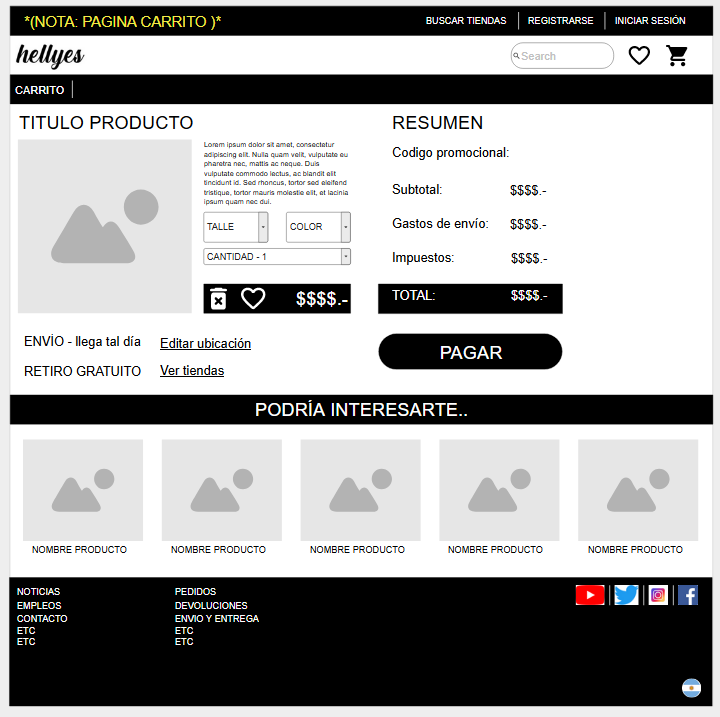 *(NOTA: PAGINA CARRITO )*
BUSCAR TIENDAS
REGISTRARSE
INICIAR SESIÓN
hellyes
Search
CARRITO
TITULO PRODUCTO
Lorem ipsum dolor sit amet, consectetur
adipiscing elit. Nulla quam velit, vulputate eu
pharetra nec, mattis ac neque. Duis
vulputate commodo lectus, ac blandit elit
tincidunt id. Sed rhoncus, tortor sed eleifend
tristique, tortor mauris molestie elit, et lacinia
ipsum quam nec dui.
TALLE
COLOR
CANTIDAD - 1
$$$$.-
ENVÍO - llega tal día
Editar ubicación
RETIRO GRATUITO
Ver tiendas
RESUMEN
Codigo promocional:
Subtotal: $$$$.-
Gastos de envío: $$$$.-
Impuestos: $$$$.-
TOTAL: $$$$.-
PAGAR
PODRÍA INTERESARTE..
NOMBRE PRODUCTO
NOMBRE PRODUCTO
NOMBRE PRODUCTO
NOMBRE PRODUCTO
NOMBRE PRODUCTO
NOTICIAS
EMPLEOS
CONTACTO
ETC
ETC
PEDIDOS
DEVOLUCIONES
ENVIO Y ENTREGA
ETC
ETC